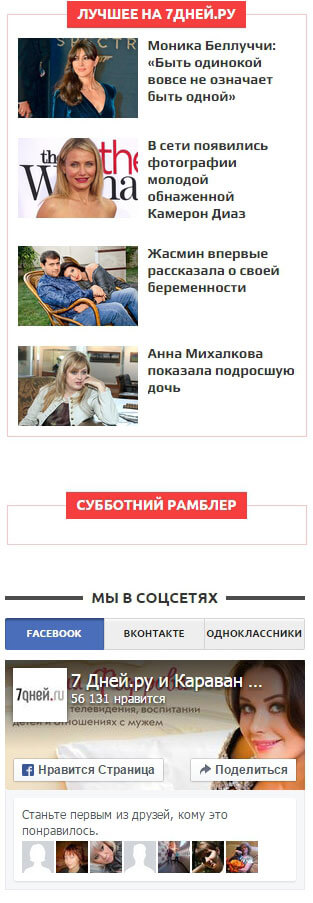 ЛУЧШЕЕ НА 7ДНЕЙ.РУ
SPECTR
Моника Беллуччи:
«Быть одинокой
вовсе не означает
быть одной»
the the
Woma
В сети появились
фотографии
молодой
обнаженной
Камерон Диаз
Жасмин впервые
рассказала о своей
беременности
Анна Михалкова
показала подросшую
дочь
СУББОТНИЙ РАМБЛЕР
МЫ В СОЦСЕТЯХ
FACEBOOK ВКОНТАКТЕ ОДНОКЛАССНИКИ
7дней.ru
7 Дней.ру и Караван ...
56 131 нравится
телевидения, воспитании
детей и отношениях с мужем
Нравится Страница Поделиться
Станьте первым из друзей, кому это
понравилось.